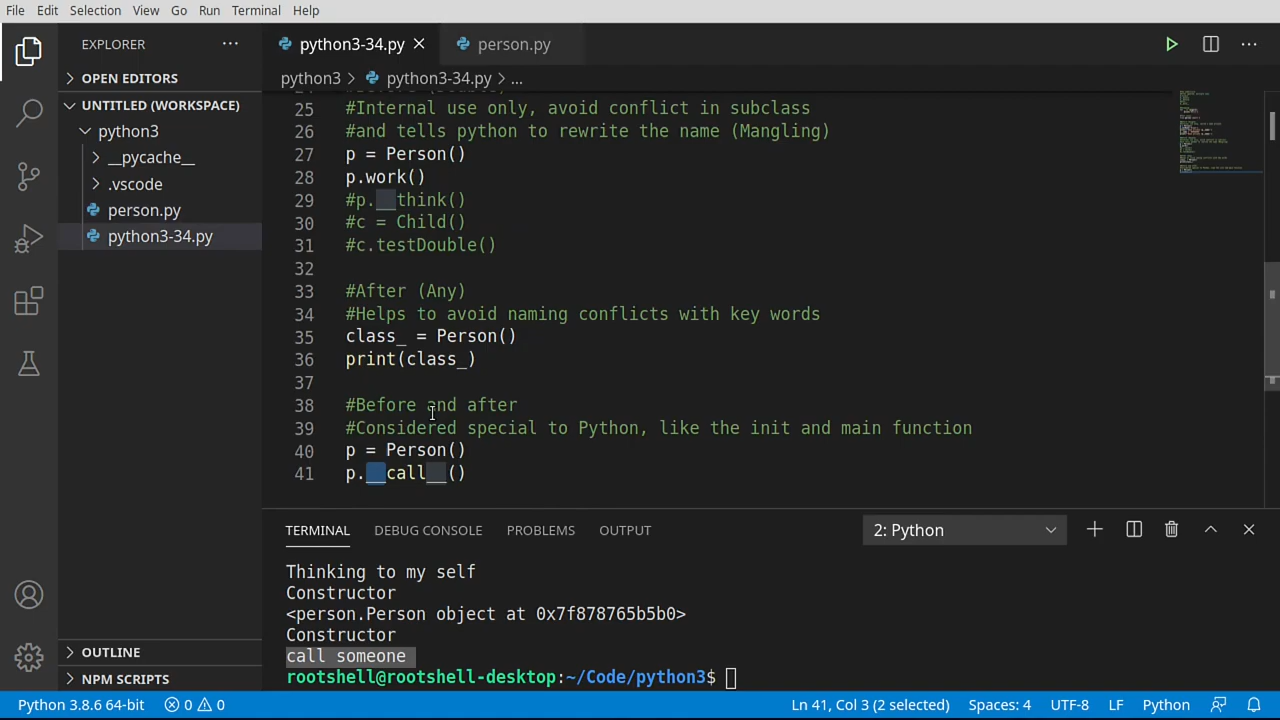 File Edit Selection View Go Run Terminal Help
EXPLORER
OPEN EDITORS
UNTITLED (WORKSPACE)
python3
__pycache__
.vscode
person.py
python3-34.py
OUTLINE
NPM SCRIPTS
python3-34.py person.py
python3 > python3-34.py > ...
25 #Internal use only, avoid conflict in subclass
26 #and tells python to rewrite the name (Mangling)
27 p = Person()
28 p.work()
29 #p.__think()
30 #c = Child()
31 #c.testDouble()
32
33 #After (Any)
34 #Helps to avoid naming conflicts with key words
35 class_ = Person()
36 print(class_)
37
38 #Before and after
39 #Considered special to Python, like the init and main function
40 p = Person()
41 p.__call__()
TERMINAL DEBUG CONSOLE PROBLEMS OUTPUT 2: Python
Thinking to my self
Constructor
<person.Person object at 0x7f878765b5b0>
Constructor
call someone
rootshell@rootshell-desktop:~/Code/python3$
Python 3.8.6 64-bit 0 0 Ln 41, Col 3 (2 selected) Spaces: 4 UTF-8 LF Python